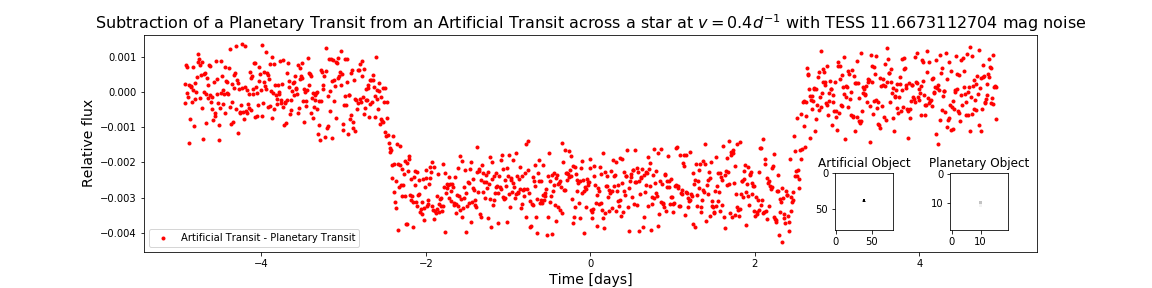 Subtraction of a Planetary Transit from an Artificial Transit across a star at v = 0.4d⁻¹ with TESS 11.6673112704 mag noise
Relative flux
0.001
0.000
−0.001
−0.002
−0.003
−0.004
Artificial Transit - Planetary Transit
Artificial Object
0
50
0 50
Planetary Object
0
10
0 10
−4 −2 0 2 4
Time [days]